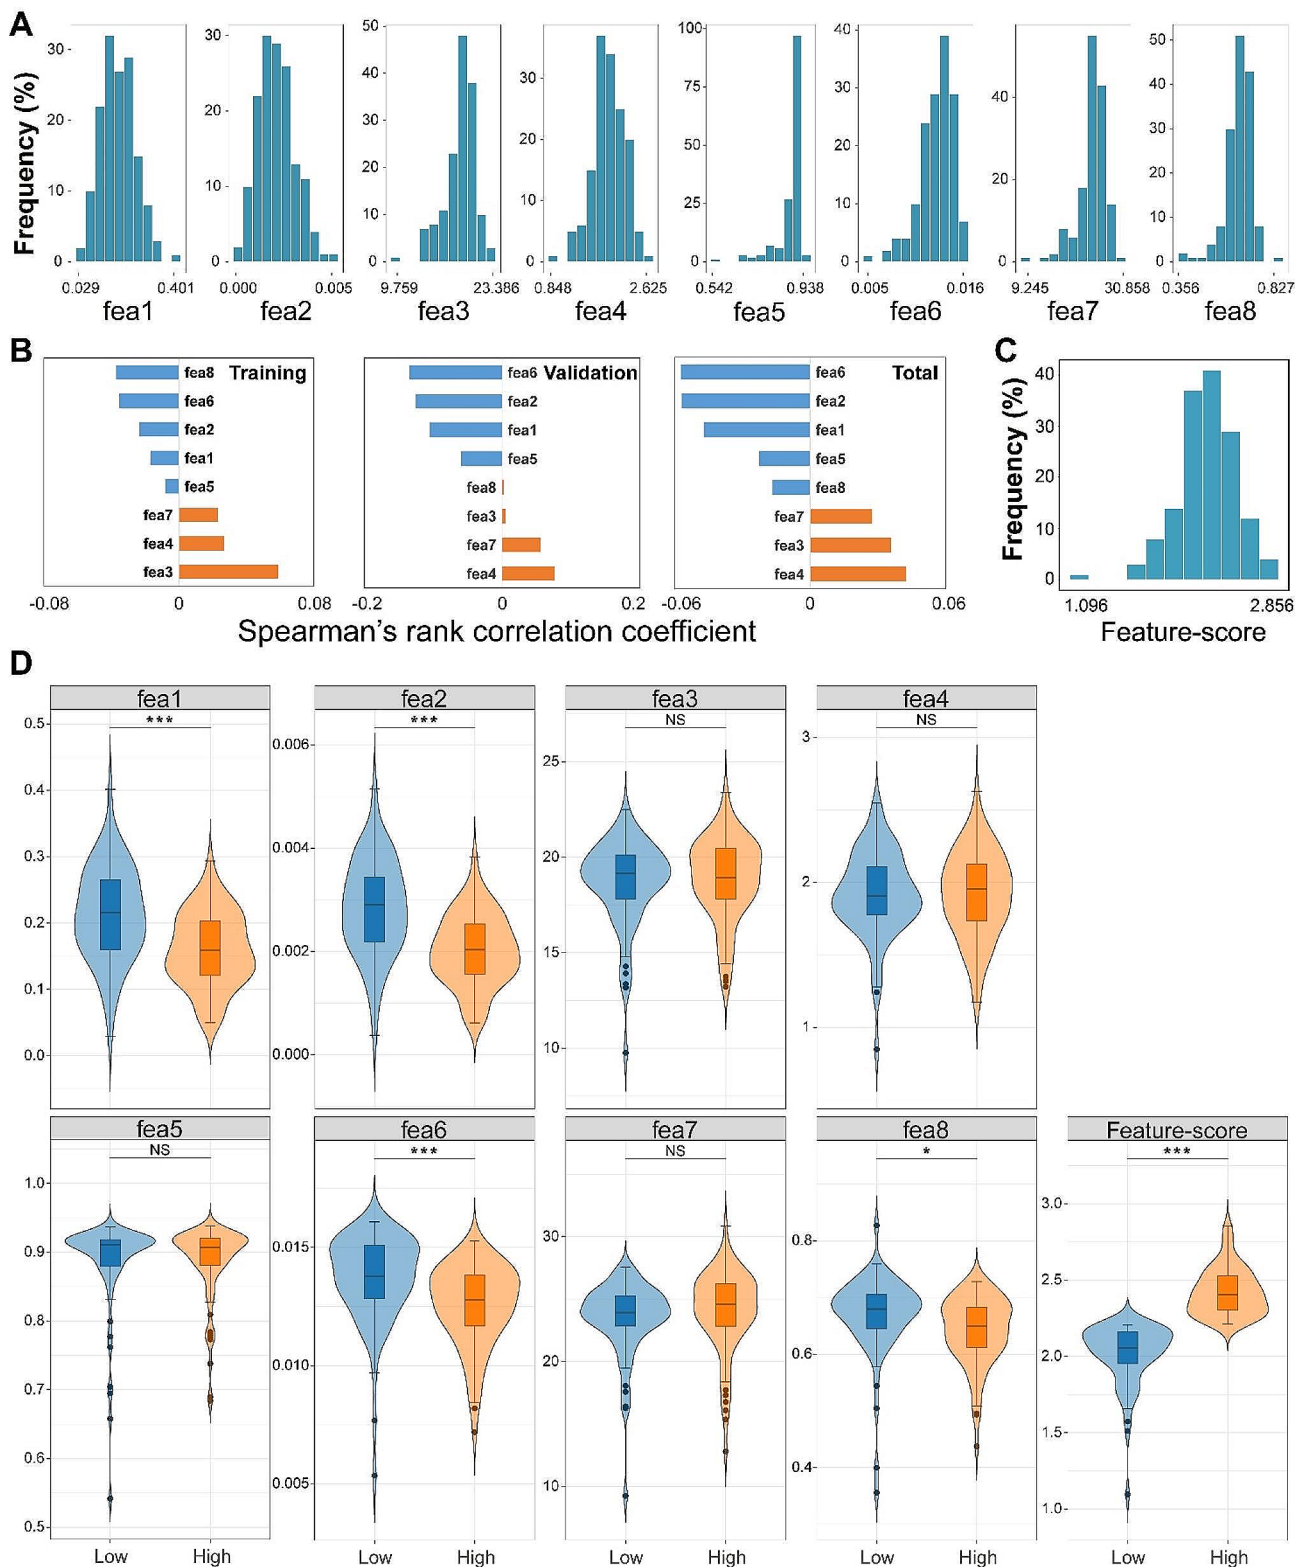 A
Frequency (%)
30
20
10
0
0.029 0.401
fea1
30
20
10
0
0.000 0.005
fea2
50
40
30
20
10
0
9.759 23.386
fea3
30
20
10
0
0.848 2.625
fea4
100
75
50
25
0
0.542 0.938
fea5
40
30
20
10
0
0.005 0.016
fea6
40
20
0
9.245 30.858
fea7
50
40
30
20
10
0
0.356 0.827
fea8
B
Training
fea8
fea6
fea2
fea1
fea5
fea7
fea4
fea3
-0.08 0 0.08
Validation
fea6
fea2
fea1
fea5
fea8
fea3
fea7
fea4
-0.2 0 0.2
Total
fea6
fea2
fea1
fea5
fea8
fea7
fea3
fea4
-0.06 0 0.06
Spearman's rank correlation coefficient
C
Frequency (%)
40
30
20
10
0
1.096 2.856
Feature-score
D
fea1
***
0.5
0.4
0.3
0.2
0.1
0.0
fea2
***
0.006
0.004
0.002
0.000
fea3
NS
25
20
15
10
fea4
NS
3
2
1
fea5
NS
1.0
0.9
0.8
0.7
0.6
0.5
Low High
fea6
***
0.015
0.010
0.005
Low High
fea7
NS
30
20
10
Low High
fea8
*
0.8
0.6
0.4
Low High
Feature-score
***
3.0
2.5
2.0
1.5
1.0
Low High